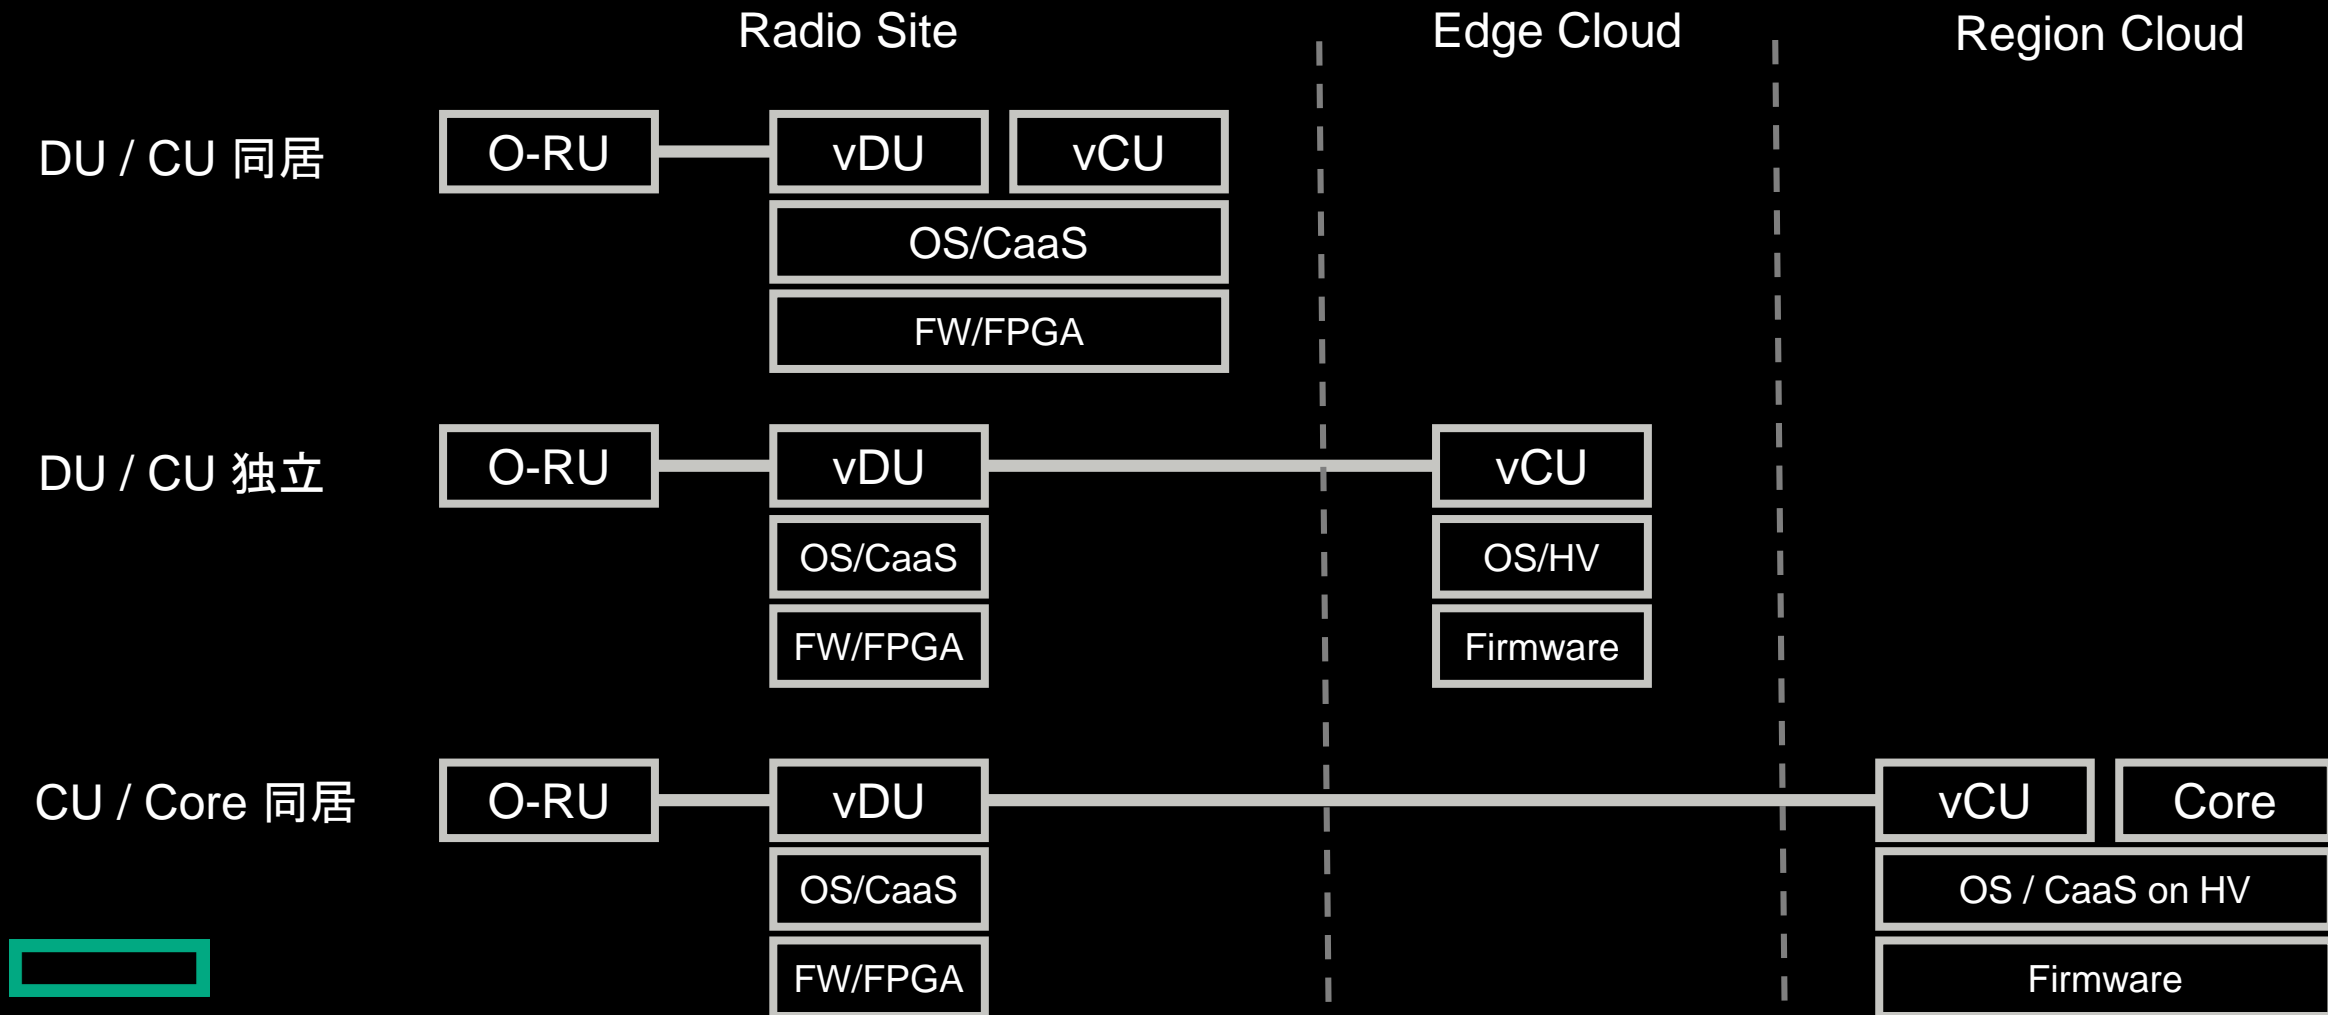 Radio Site
Edge Cloud
Region Cloud
DU / CU 同居
O-RU
vDU
vCU
OS/CaaS
FW/FPGA
DU / CU 独立
O-RU
vDU
vCU
OS/CaaS
OS/HV
FW/FPGA
Firmware
CU / Core 同居
O-RU
vDU
vCU
Core
OS/CaaS
OS / CaaS on HV
FW/FPGA
Firmware